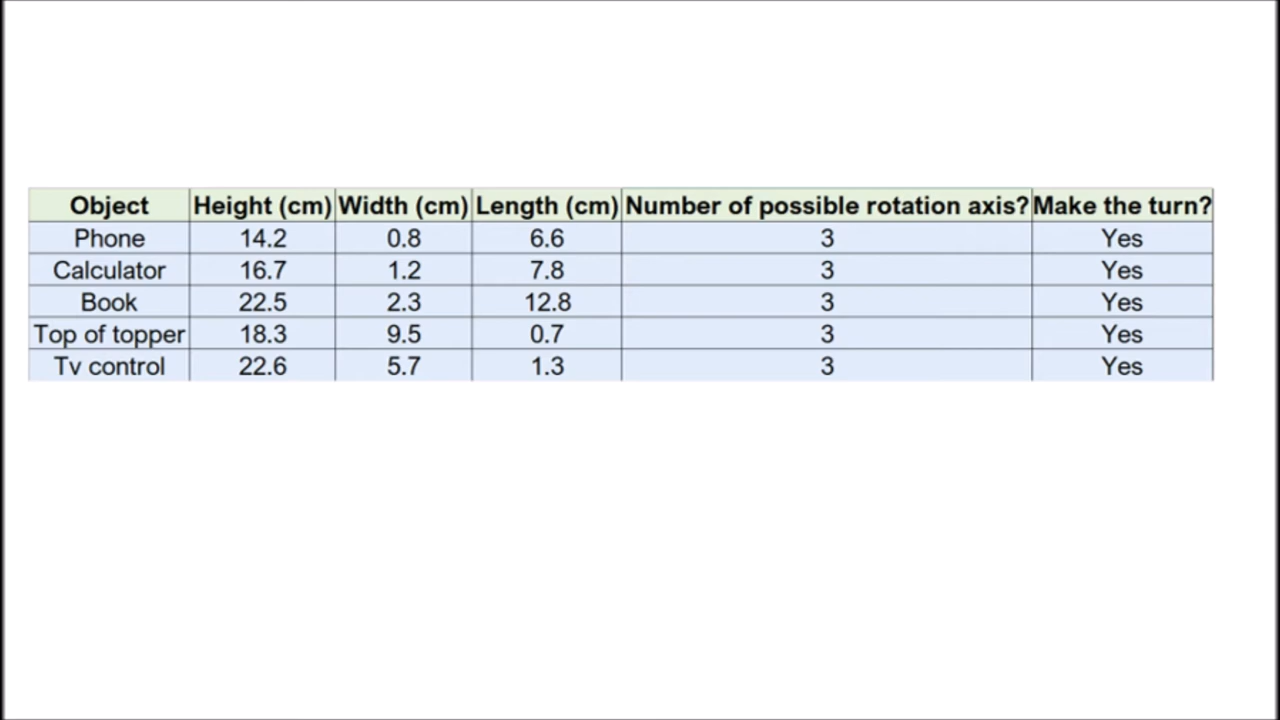 Object Height (cm) Width (cm) Length (cm) Number of possible rotation axis? Make the turn?
Phone 14.2 0.8 6.6 3 Yes
Calculator 16.7 1.2 7.8 3 Yes
Book 22.5 2.3 12.8 3 Yes
Top of topper 18.3 9.5 0.7 3 Yes
Tv control 22.6 5.7 1.3 3 Yes